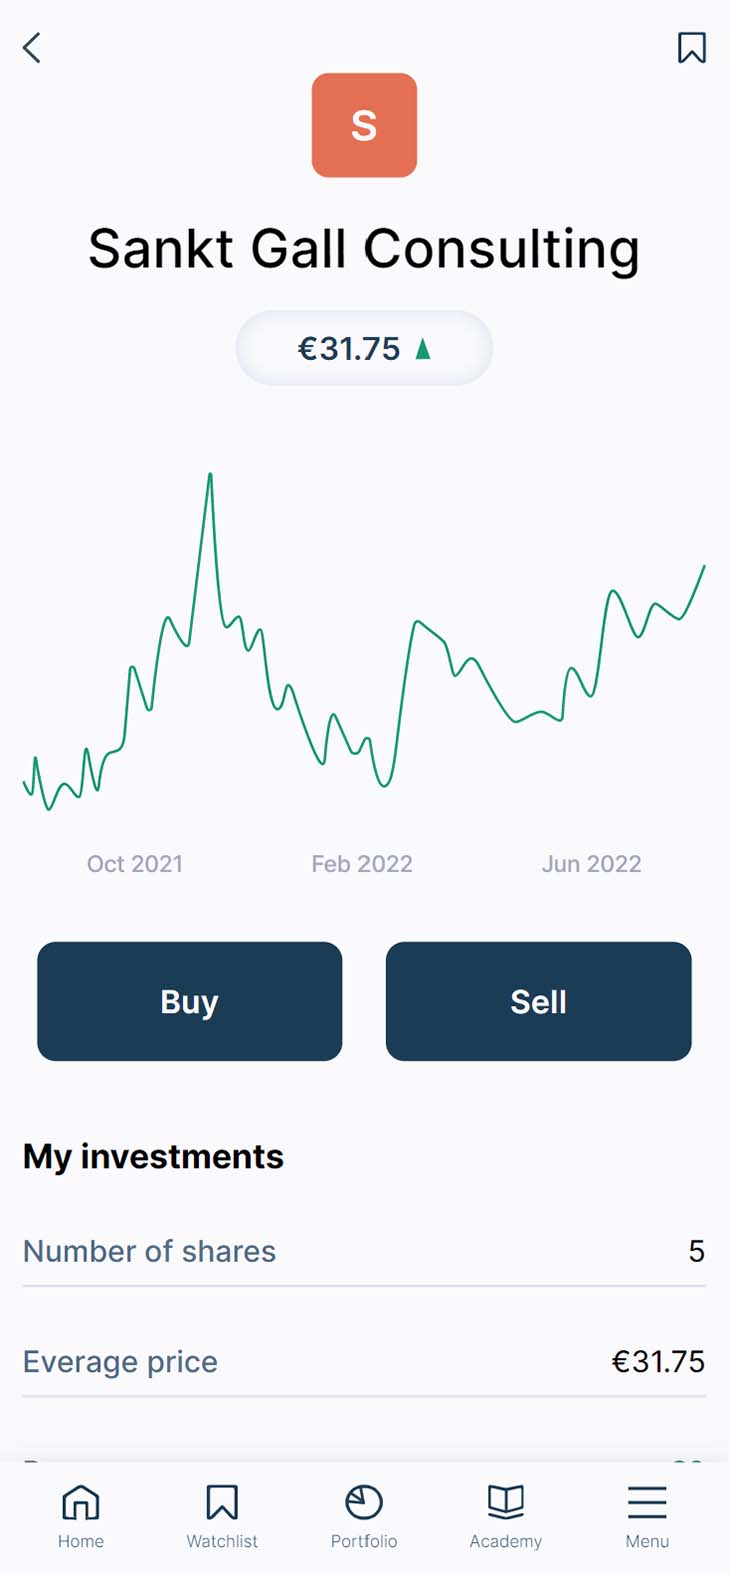 S
Sankt Gall Consulting
€31.75
Oct 2021 Feb 2022 Jun 2022
Buy Sell
My investments
Number of shares 5
Everage price €31.75
Home Watchlist Portfolio Academy Menu